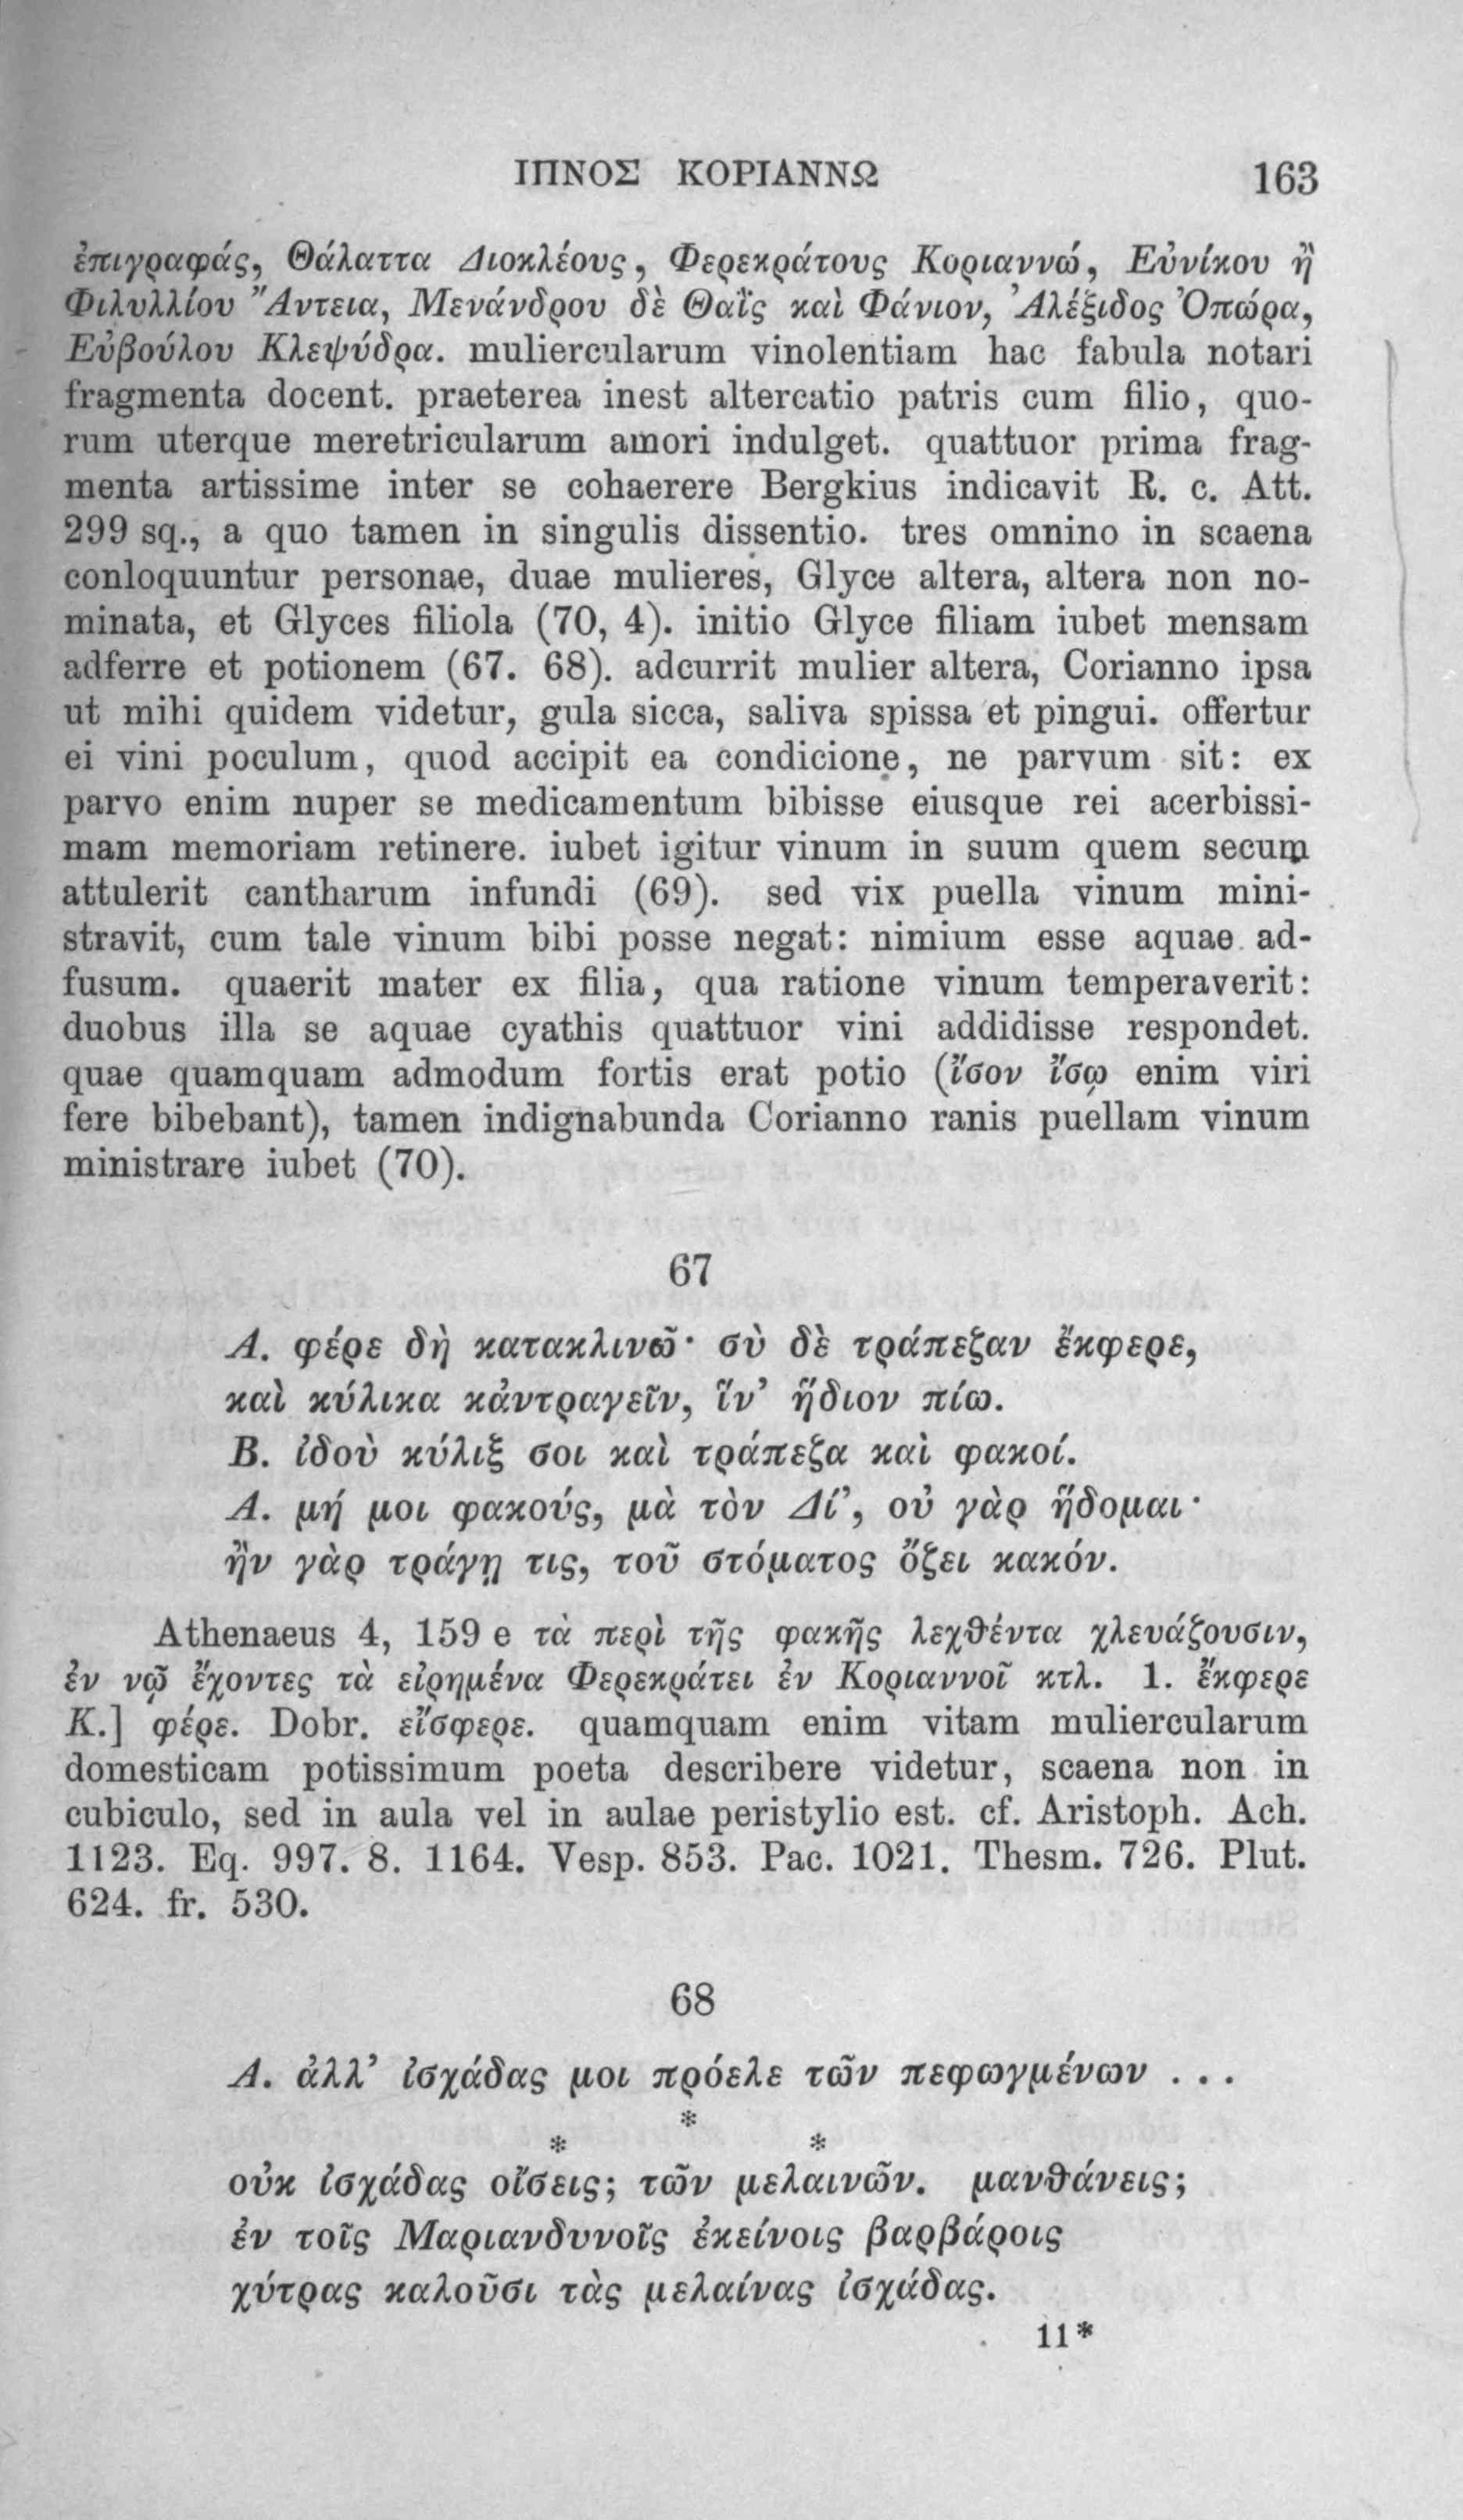 ΙΠΝΟΣ ΚΟΡΙΑΝΝΩ 163
ἐπιγραφάς, Θάλαττα Διοκλέους, Φερεκράτους Κοριαννώ, Εὐνίκου ἢ
Φιλυλλίου Ἄντεια, Μενάνδρου δὲ Θαῒς καὶ Φάνιον, Ἀλέξιδος Ὀπώρα,
Εὐβούλου Κλεψύδρα. muliercularum vinolentiam hac fabula notari
fragmenta docent. praeterea inest altercatio patris cum filio, quo-
rum uterque meretricularum amori indulget. quattuor prima frag-
menta artissime inter se cohaerere Bergkius indicavit R. c. Att.
299 sq., a quo tamen in singulis dissentio. tres omnino in scaena
conloquuntur personae, duae mulieres, Glyce altera, altera non no-
minata, et Glyces filiola (70, 4). initio Glyce filiam iubet mensam
adferre et potionem (67. 68). adcurrit mulier altera, Corianno ipsa
ut mihi quidem videtur, gula sicca, saliva spissa et pingui. offertur
ei vini poculum, quod accipit ea condicione, ne parvum sit: ex
parvo enim nuper se medicamentum bibisse eiusque rei acerbissi-
mam memoriam retinere. iubet igitur vinum in suum quem secum
attulerit cantharum infundi (69). sed vix puella vinum mini-
stravit, cum tale vinum bibi posse negat: nimium esse aquae ad-
fusum. quaerit mater ex filia, qua ratione vinum temperaverit:
duobus illa se aquae cyathis quattuor vini addidisse respondet.
quae quamquam admodum fortis erat potio (ἴσον ἴσῳ enim viri
fere bibebant), tamen indignabunda Corianno ranis puellam vinum
ministrare iubet (70).
67
Α. φέρε δὴ κατακλινῶ· σὺ δὲ τράπεζαν ἔκφερε,
καὶ κύλικα κἀντραγεῖν, ἵν’ ἥδιον πίω.
Β. ἰδοὺ κύλιξ σοι καὶ τράπεζα καὶ φακοί.
Α. μή μοι φακούς, μὰ τὸν Δί’, οὐ γὰρ ἥδομαι·
ἢν γὰρ τράγῃ τις, τοῦ στόματος ὄζει κακόν.
Athenaeus 4, 159 e τὰ περὶ τῆς φακῆς λεχθέντα χλευάζουσιν,
ἐν νῷ ἔχοντες τὰ εἰρημένα Φερεκράτει ἐν Κοριαννοῖ κτλ. 1. ἔκφερε
K.] φέρε. Dobr. εἴσφερε. quamquam enim vitam muliercularum
domesticam potissimum poeta describere videtur, scaena non in
cubiculo, sed in aula vel in aulae peristylio est. cf. Aristoph. Ach.
1123. Eq. 997. 8. 1164. Vesp. 853. Pac. 1021. Thesm. 726. Plut.
624. fr. 530.
68
Α. ἀλλ’ ἰσχάδας μοι πρόελε τῶν πεφωγμένων ...
*
* *
οὐκ ἰσχάδας οἴσεις; τῶν μελαινῶν. μανθάνεις;
ἐν τοῖς Μαριανδυνοῖς ἐκείνοις βαρβάροις
χύτρας καλοῦσι τὰς μελαίνας ἰσχάδας.
11*